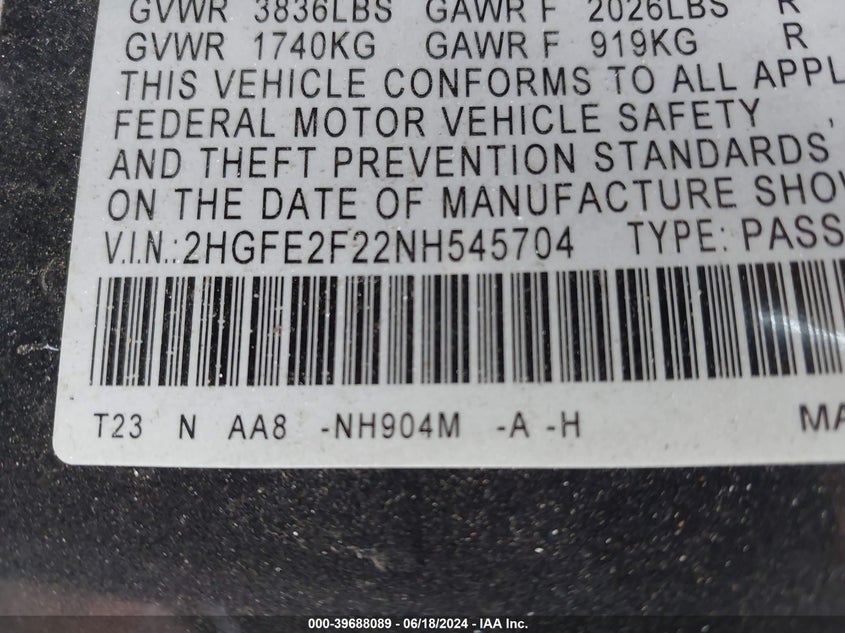 GVWR 3836LBS GAWR F 2026LBS R
GVWR 1740KG GAWR F 919KG R
THIS VEHICLE CONFORMS TO ALL APPL
FEDERAL MOTOR VEHICLE SAFETY ,
AND THEFT PREVENTION STANDARDS
ON THE DATE OF MANUFACTURE SHOW
V.I.N.:2HGFE2F22NH545704 TYPE: PASS
T23 N AA8 -NH904M -A -H MA
000-39688089 / 06/18/2024 - IAA Inc.